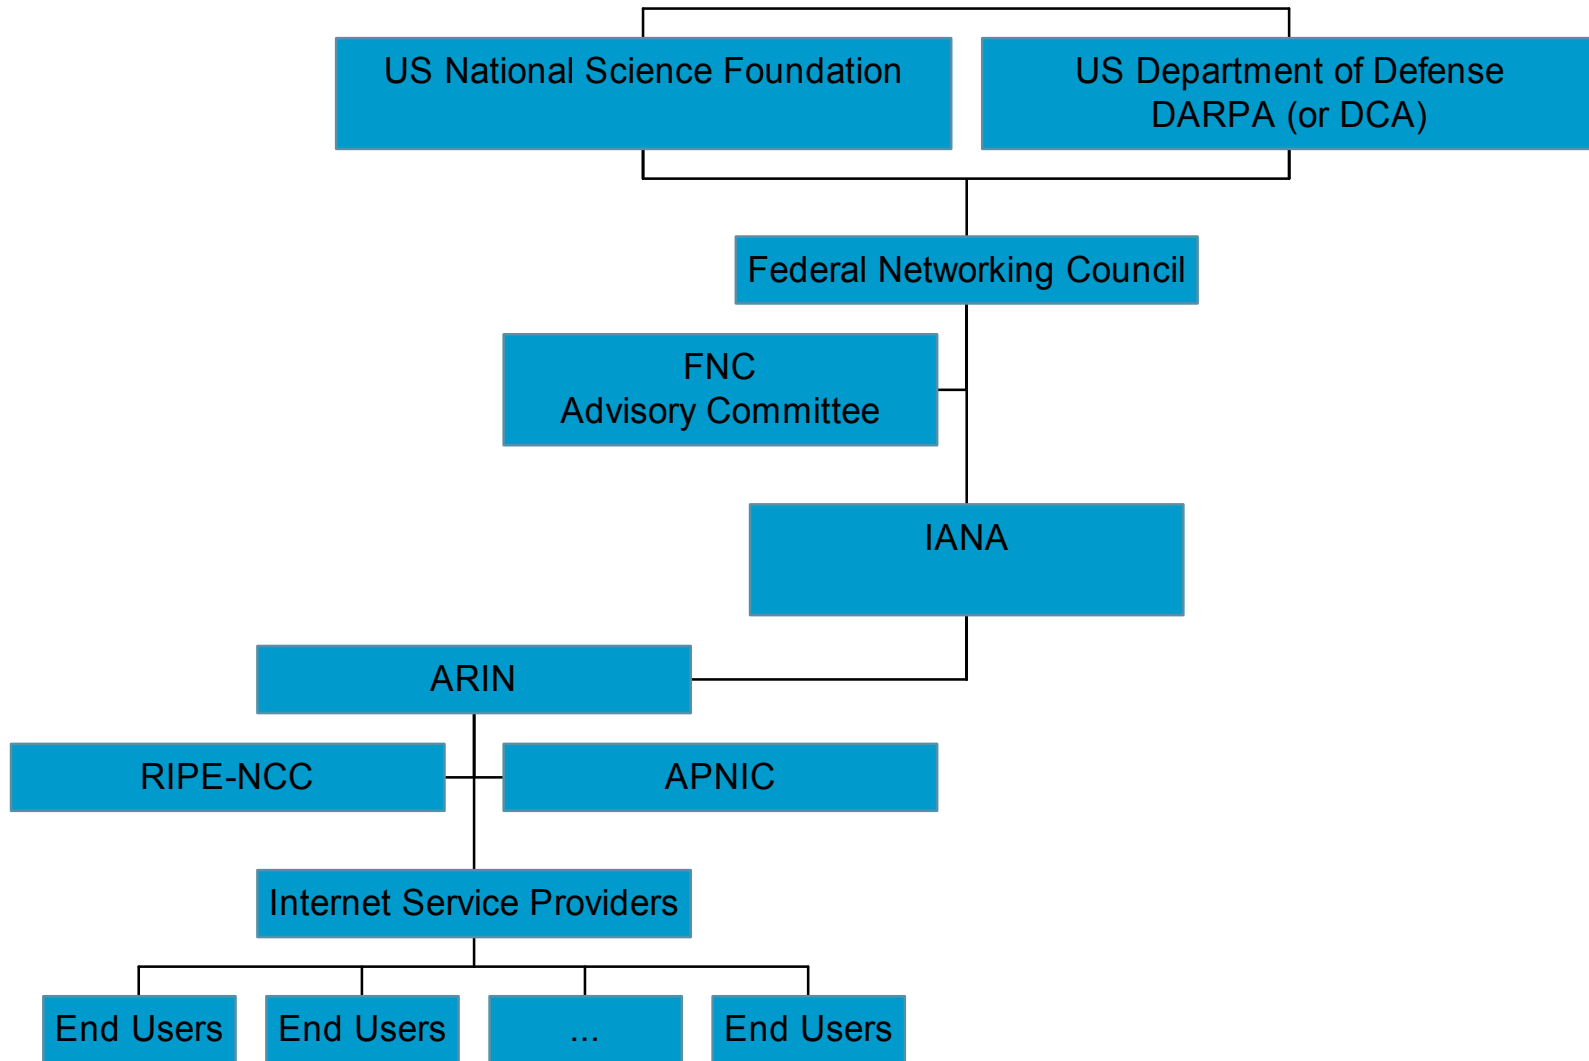 US National Science Foundation
US Department of Defense
DARPA (or DCA)
Federal Networking Council
FNC
Advisory Committee
IANA
ARIN
RIPE-NCC
APNIC
Internet Service Providers
End Users
End Users
...
End Users